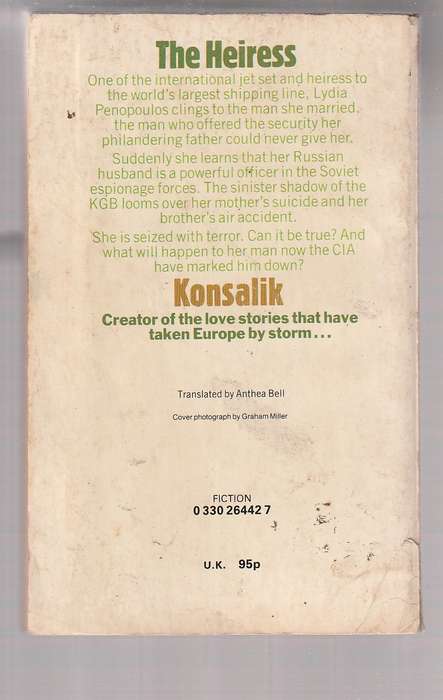 The Heiress
One of the international jet set and heiress to
the world's largest shipping line, Lydia
Penopoulos clings to the man she married,
the man who offered the security her
philandering father could never give her.
Suddenly she learns that her Russian
husband is a powerful officer in the Soviet
espionage forces. The sinister shadow of the
KGB looms over her mother's suicide and her
brother's air accident.
She is seized with terror. Can it be true? And
what will happen to her man now the CIA
have marked him down?
Konsalik
Creator of the love stories that have
taken Europe by storm...
Translated by Anthea Bell
Cover photograph by Graham Miller
FICTION
0 330 26442 7
U.K. 95p